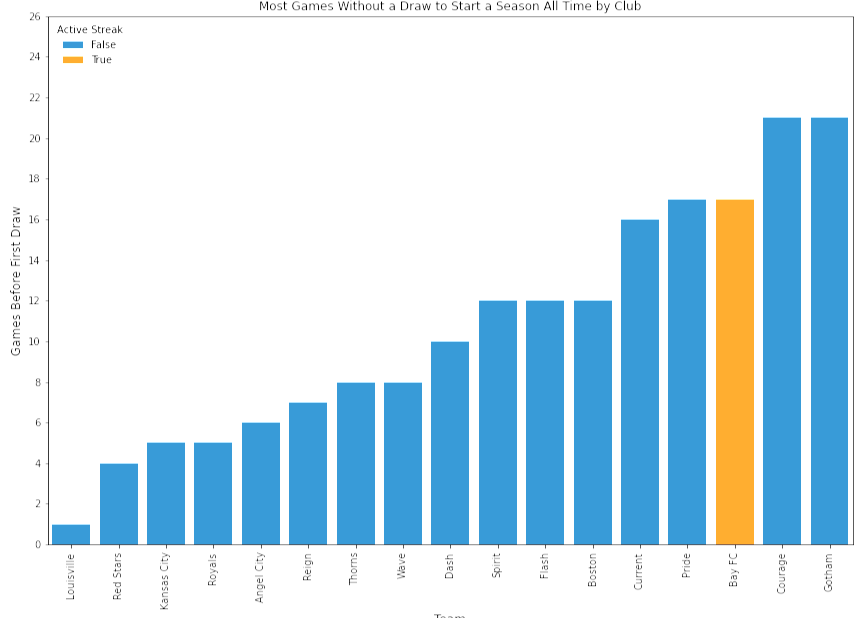 Most Games Without a Draw to Start a Season All Time by Club
Active Streak
False
True
Games Before First Draw
26
24
22
20
18
16
14
12
10
8
6
4
2
0
Louisville
Red Stars
Kansas City
Royals
Angel City
Reign
Thorns
Wave
Dash
Spirit
Flash
Boston
Current
Pride
Bay FC
Courage
Gotham
Team